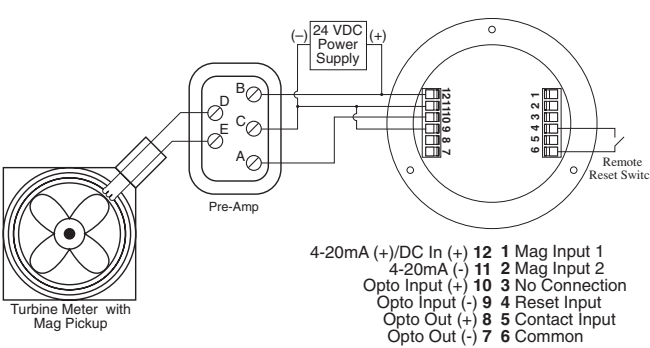 24 VDC
Power
Supply
(–)
(+)
B
D
E
C
A
Pre-Amp
12
11
10
9
8
7
1
2
3
4
5
6
Remote
Reset Switc
Turbine Meter with
Mag Pickup
4-20mA (+)/DC In (+) 12 1 Mag Input 1
4-20mA (-) 11 2 Mag Input 2
Opto Input (+) 10 3 No Connection
Opto Input (-) 9 4 Reset Input
Opto Out (+) 8 5 Contact Input
Opto Out (-) 7 6 Common